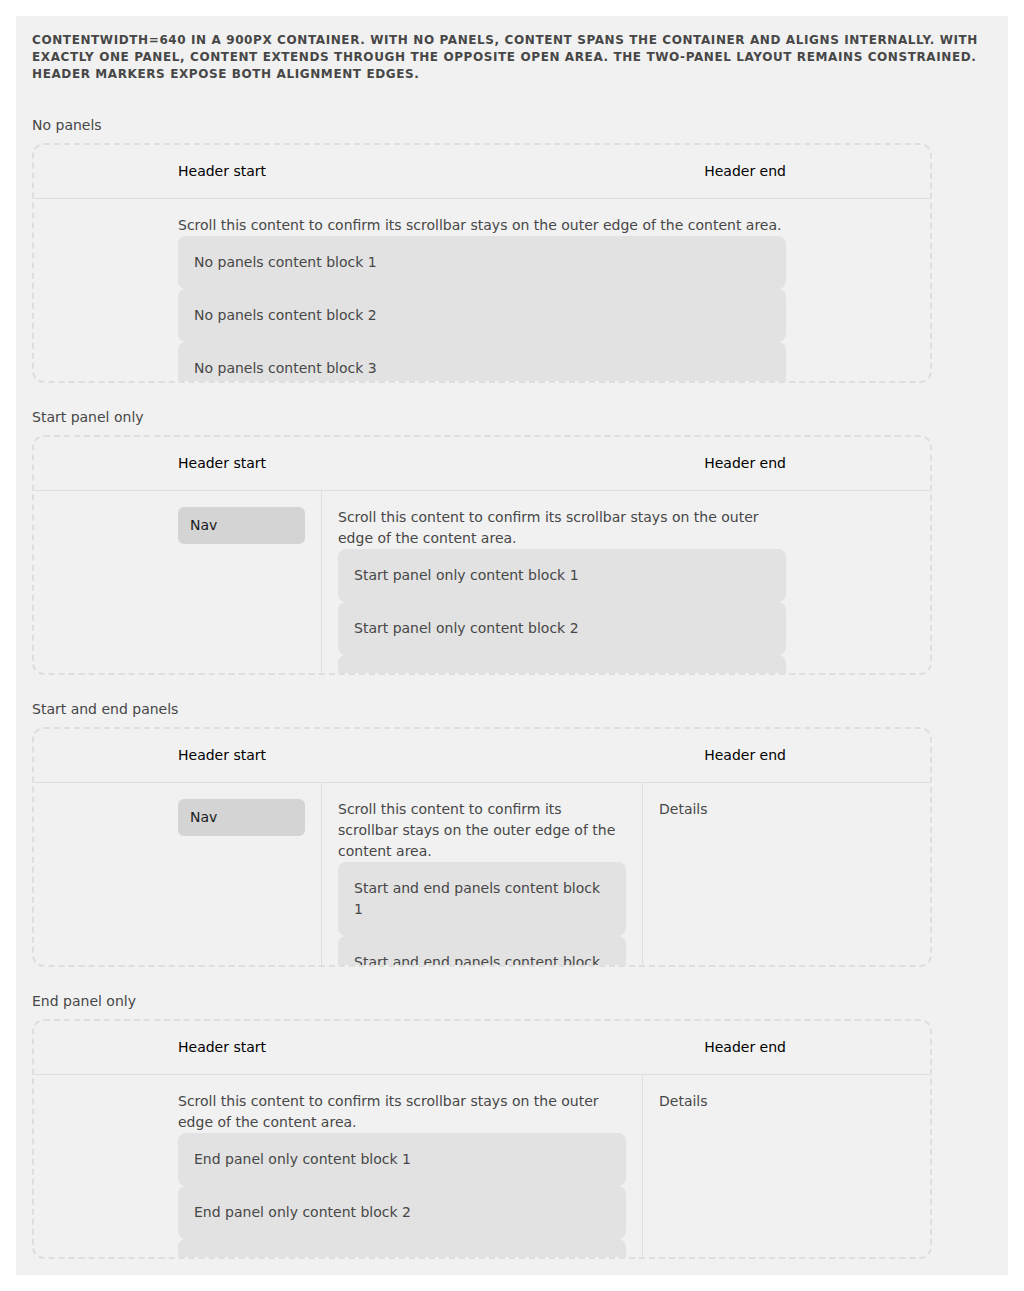 CONTENTWIDTH=640 IN A 900PX CONTAINER. WITH NO PANELS, CONTENT SPANS THE CONTAINER AND ALIGNS INTERNALLY. WITH
EXACTLY ONE PANEL, CONTENT EXTENDS THROUGH THE OPPOSITE OPEN AREA. THE TWO-PANEL LAYOUT REMAINS CONSTRAINED.
HEADER MARKERS EXPOSE BOTH ALIGNMENT EDGES.
No panels
Header start Header end
Scroll this content to confirm its scrollbar stays on the outer edge of the content area.
No panels content block 1
No panels content block 2
No panels content block 3
Start panel only
Header start Header end
Nav
Scroll this content to confirm its scrollbar stays on the outer
edge of the content area.
Start panel only content block 1
Start panel only content block 2
Start and end panels
Header start Header end
Nav
Scroll this content to confirm its
scrollbar stays on the outer edge of the
content area.
Start and end panels content block
1
Start and end panels content block
Details
End panel only
Header start Header end
Scroll this content to confirm its scrollbar stays on the outer
edge of the content area.
End panel only content block 1
End panel only content block 2
Details